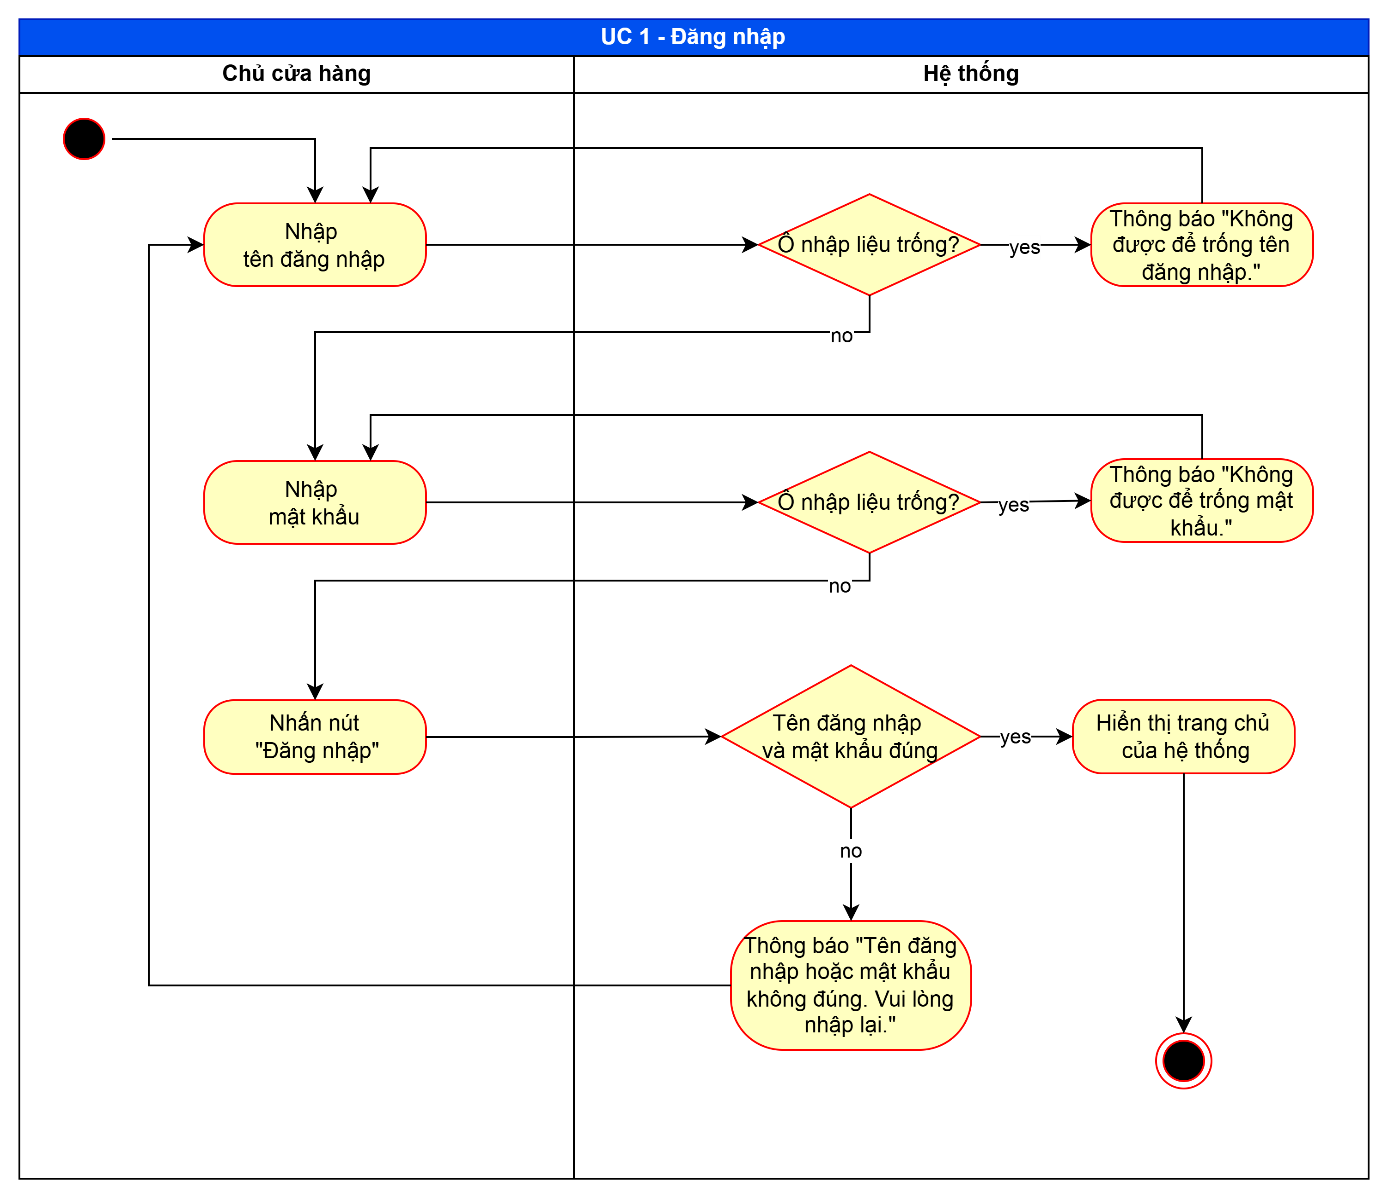 UC 1 - Đăng nhập
Chủ cửa hàng
Hệ thống
Nhập
tên đăng nhập
Ô nhập liệu trống?
yes
Thông báo "Không
được để trống tên
đăng nhập."
no
Nhập
mật khẩu
Ô nhập liệu trống?
yes
Thông báo "Không
được để trống mật
khẩu."
no
Nhấn nút
"Đăng nhập"
Tên đăng nhập
và mật khẩu đúng
yes
Hiển thị trang chủ
của hệ thống
no
Thông báo "Tên đăng
nhập hoặc mật khẩu
không đúng. Vui lòng
nhập lại."